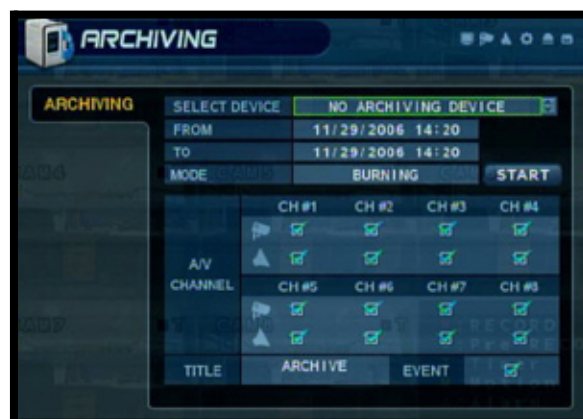 ARCHIVING
ARCHIVING
SELECT DEVICE NO ARCHIVING DEVICE
FROM 11/29/2006 14:20
TO 11/29/2006 14:20
MODE BURNING START
CH #1 CH #2 CH #3 CH #4
A/V
CHANNEL
CH #5 CH #6 CH #7 CH #8
TITLE ARCHIVE EVENT